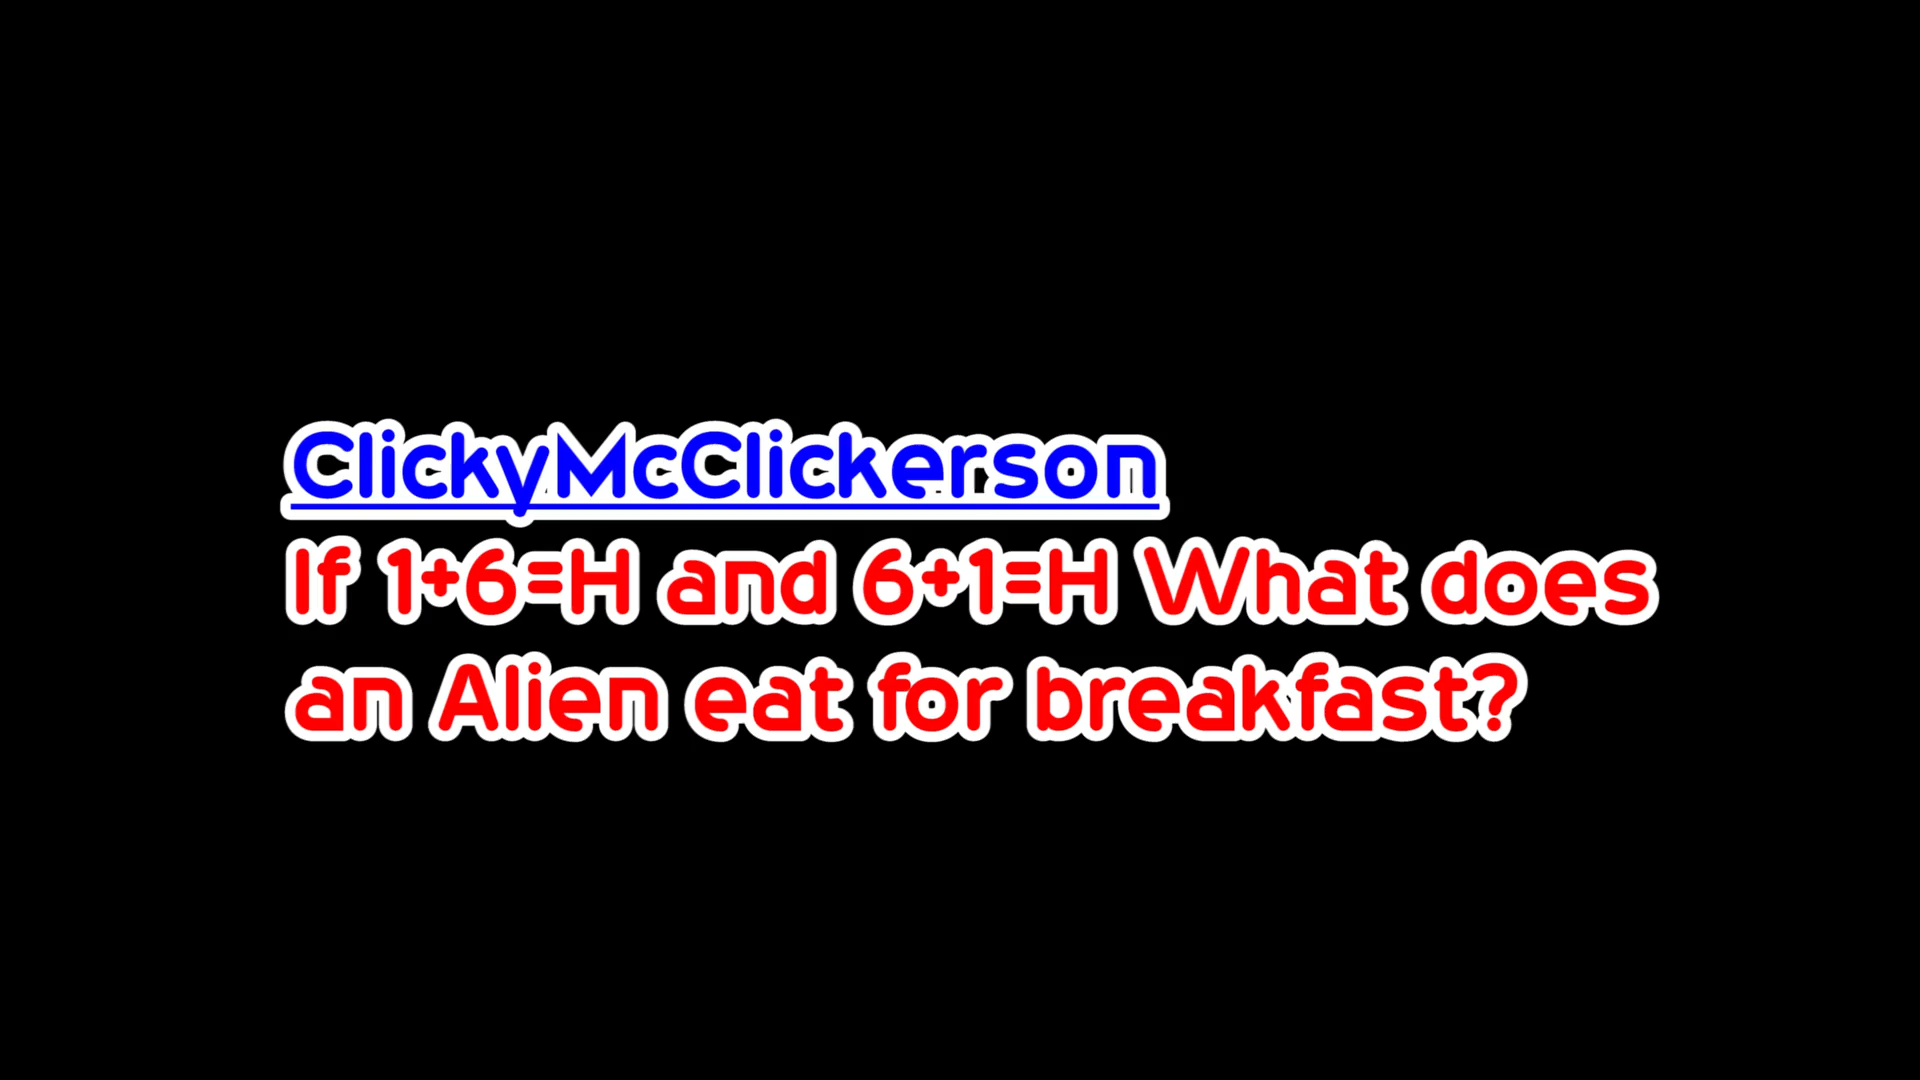 ClickyMcClickerson
If 1+6=H and 6+1=H What does
an Alien eat for breakfast?